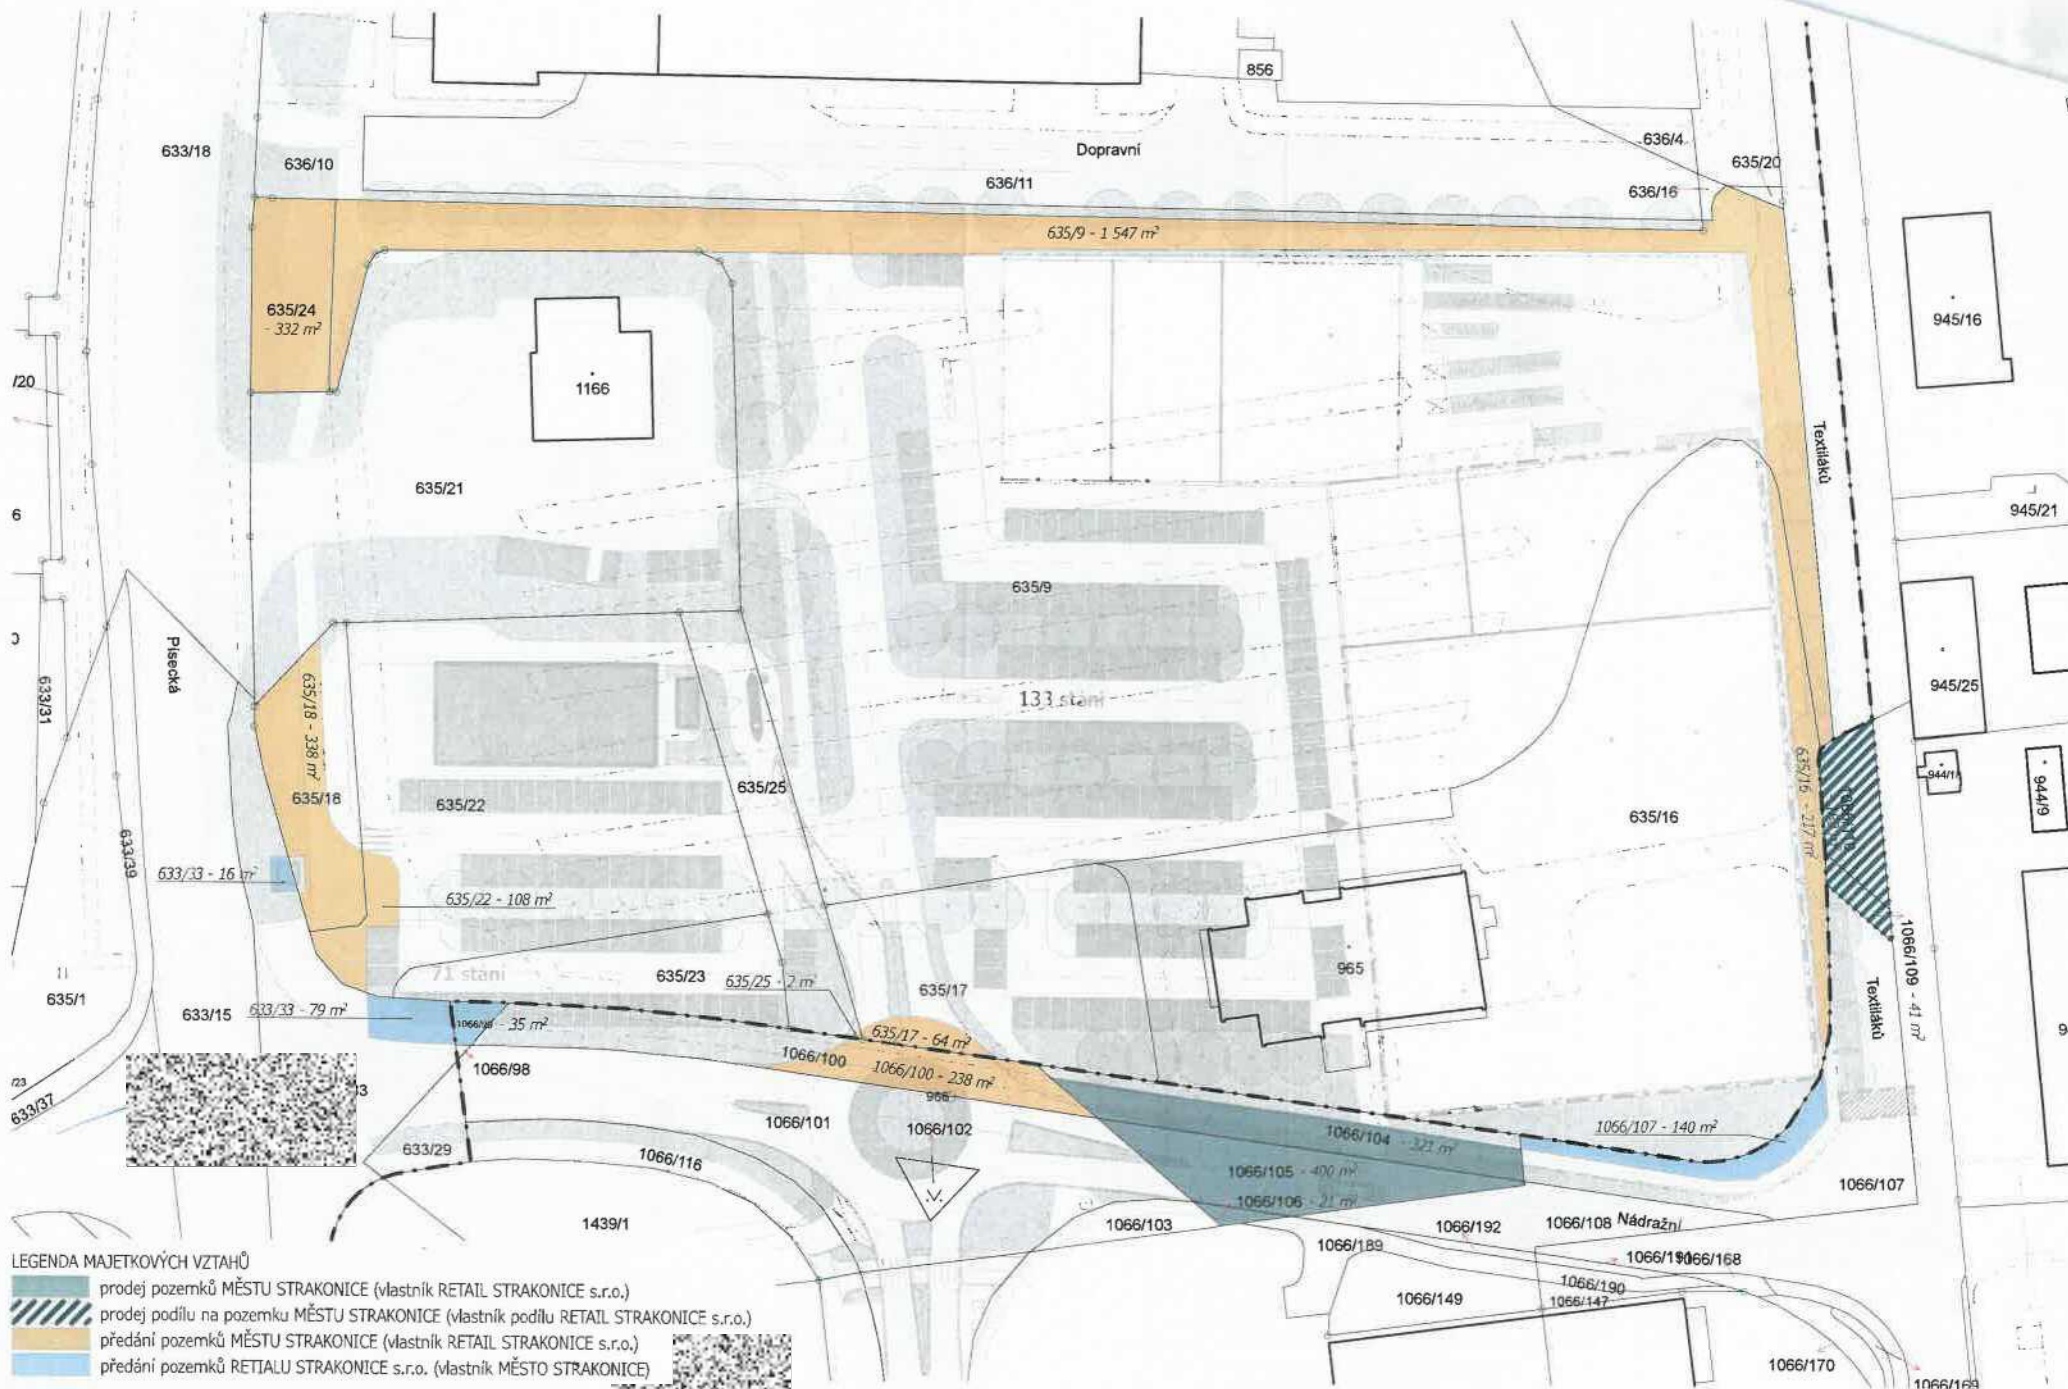 856
633/18
636/10
Dopravní
636/11
636/4
635/20
636/16
635/9 - 1 547 m²
635/24
- 332 m²
945/16
/20
1166
Textiláků
635/21
945/21
6
635/9
Písecká
633/31
945/25
133 stání
635/18 - 338 m²
635/18
635/22
635/25
635/16
635/16 - 217 m²
944/9
633/39
633/33 - 16 m²
635/22 - 108 m²
71 stání
635/23
635/25 - 2 m²
635/17
965
1066/109 - 41 m²
Textiláků
635/1
633/15
633/33 - 79 m²
- 35 m²
635/17 - 64 m²
1066/100
1066/100 - 238 m²
966
1066/98
/23
633/37
1066/101
1066/102
1066/104 - 321 m²
1066/107 - 140 m²
633/29
1066/116
1066/105 - 400 m²
1066/106 - 21 m²
1066/107
1439/1
1066/103
1066/192
1066/108 Nádražní
1066/189
1066/168
1066/190
1066/149
1066/147
1066/170
1066/169
LEGENDA MAJETKOVÝCH VZTAHŮ
prodej pozemků MĚSTU STRAKONICE (vlastník RETAIL STRAKONICE s.r.o.)
prodej podílu na pozemku MĚSTU STRAKONICE (vlastník podílu RETAIL STRAKONICE s.r.o.)
předání pozemků MĚSTU STRAKONICE (vlastník RETAIL STRAKONICE s.r.o.)
předání pozemků RETIALU STRAKONICE s.r.o. (vlastník MĚSTO STRAKONICE)